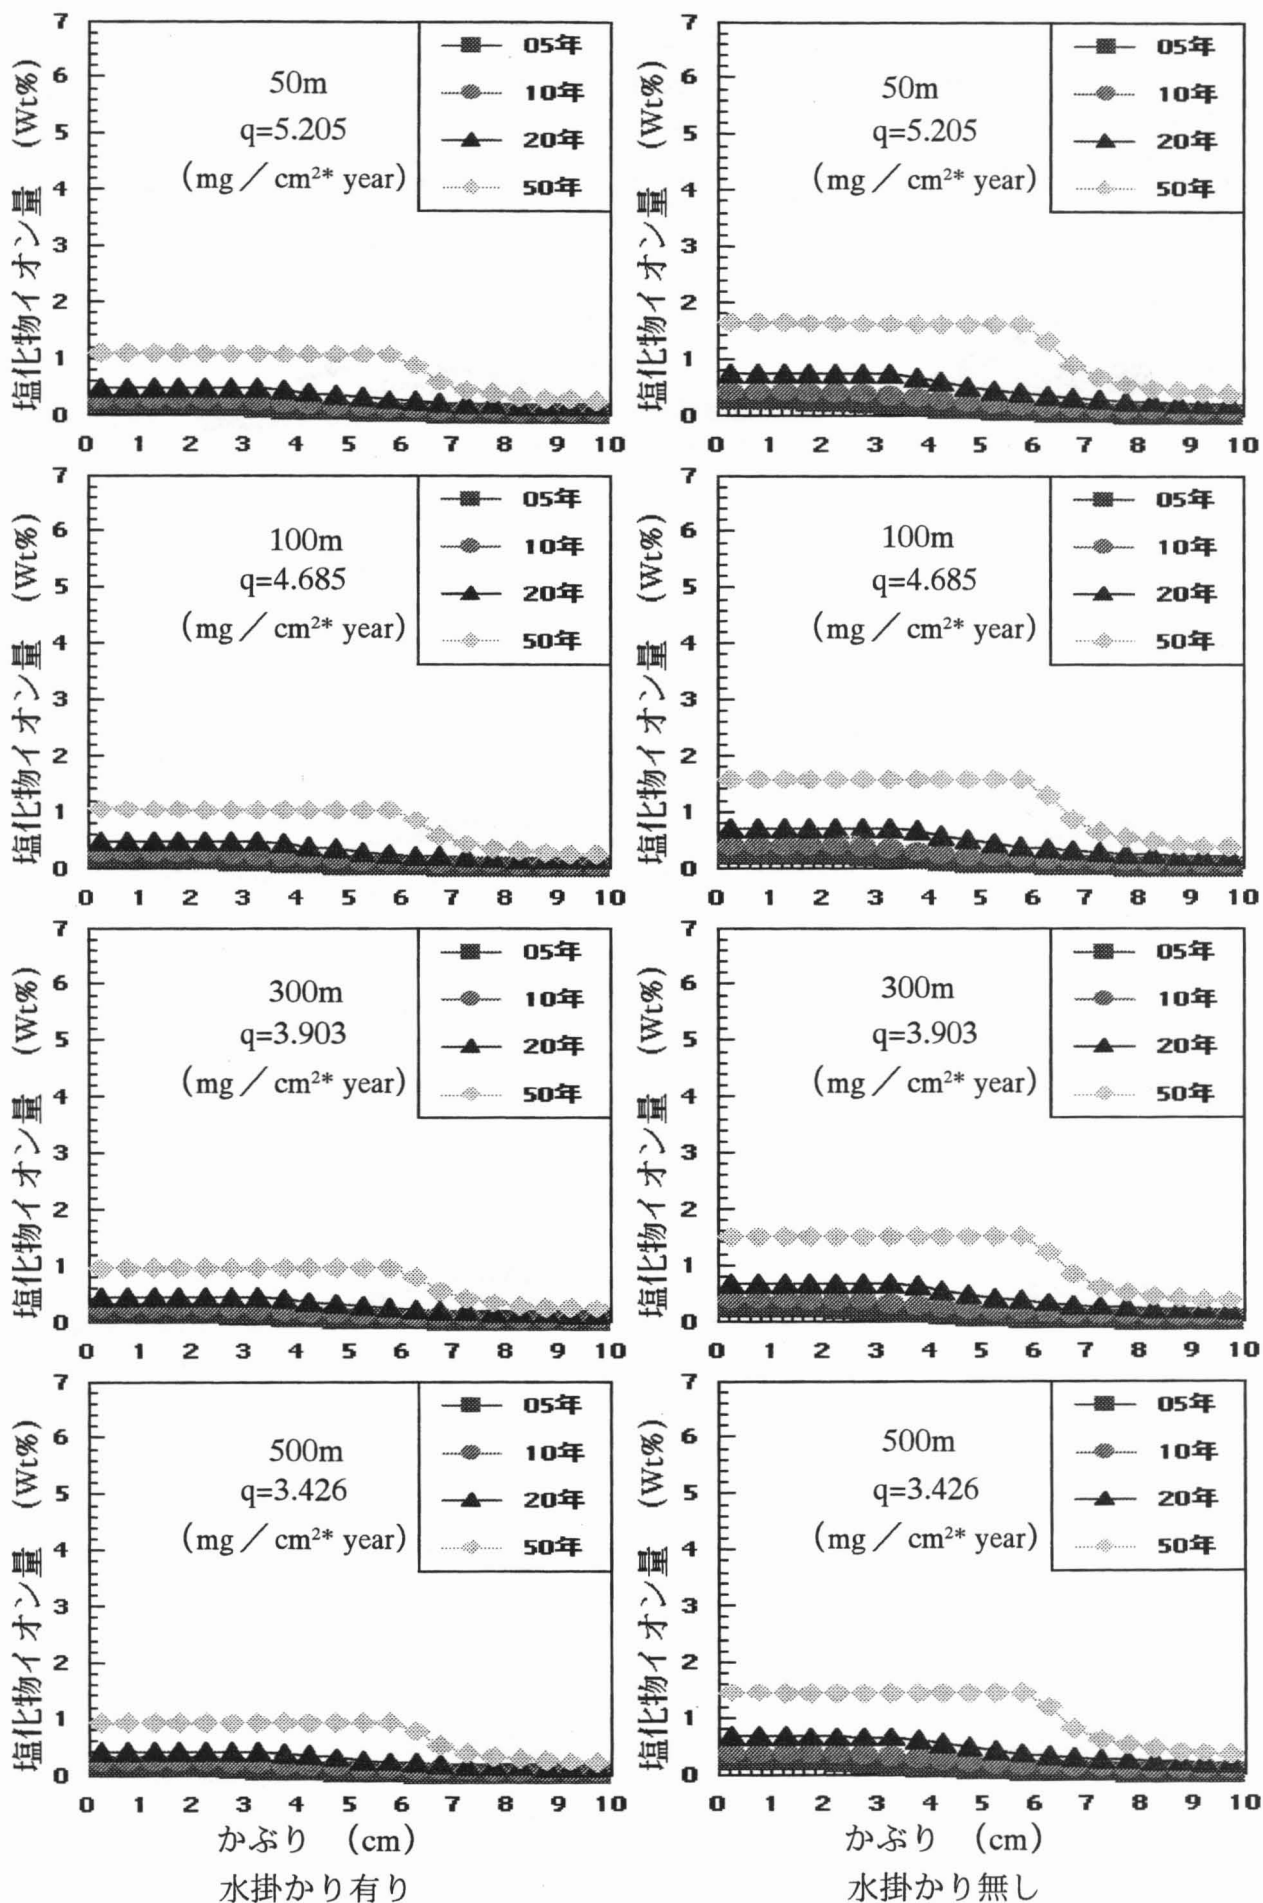 7
6
5
4
3
2
1
0
塩化物イオン量 (Wt%)
50m
q=5.205
(mg/cm²* year)
05年
10年
20年
50年
0 1 2 3 4 5 6 7 8 9 10
7
6
5
4
3
2
1
0
塩化物イオン量 (Wt%)
50m
q=5.205
(mg/cm²* year)
05年
10年
20年
50年
0 1 2 3 4 5 6 7 8 9 10
7
6
5
4
3
2
1
0
塩化物イオン量 (Wt%)
100m
q=4.685
(mg/cm²* year)
05年
10年
20年
50年
0 1 2 3 4 5 6 7 8 9 10
7
6
5
4
3
2
1
0
塩化物イオン量 (Wt%)
100m
q=4.685
(mg/cm²* year)
05年
10年
20年
50年
0 1 2 3 4 5 6 7 8 9 10
7
6
5
4
3
2
1
0
塩化物イオン量 (Wt%)
300m
q=3.903
(mg/cm²* year)
05年
10年
20年
50年
0 1 2 3 4 5 6 7 8 9 10
7
6
5
4
3
2
1
0
塩化物イオン量 (Wt%)
300m
q=3.903
(mg/cm²* year)
05年
10年
20年
50年
0 1 2 3 4 5 6 7 8 9 10
7
6
5
4
3
2
1
0
塩化物イオン量 (Wt%)
500m
q=3.426
(mg/cm²* year)
05年
10年
20年
50年
0 1 2 3 4 5 6 7 8 9 10
かぶり (cm)
水掛かり有り
7
6
5
4
3
2
1
0
塩化物イオン量 (Wt%)
500m
q=3.426
(mg/cm²* year)
05年
10年
20年
50年
0 1 2 3 4 5 6 7 8 9 10
かぶり (cm)
水掛かり無し